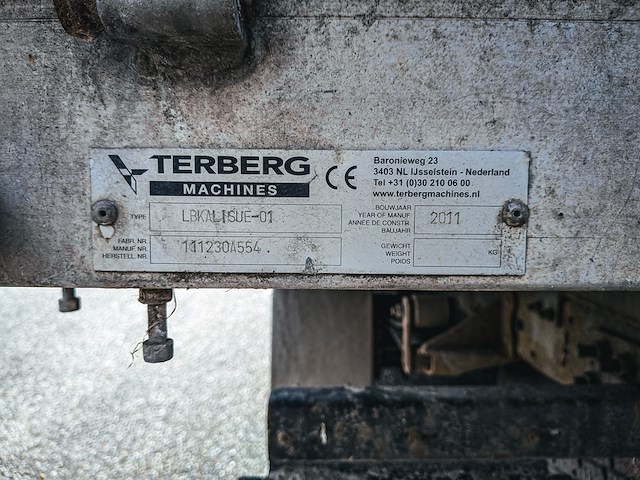 TERBERG
MACHINES
CE
Baronieweg 23
3403 NL IJsselstein - Nederland
Tel +31 (0)30 210 06 00
www.terbergmachines.nl
TYPE LBKALISUE-01
FABR. NR.
MANUF. NR.
HERSTELL. NR. 111230A554
BOUWJAAR
YEAR OF MANUF.
ANNÉE DE CONSTR.
BAUJAHR
2011
GEWICHT
WEIGHT
POIDS
KG